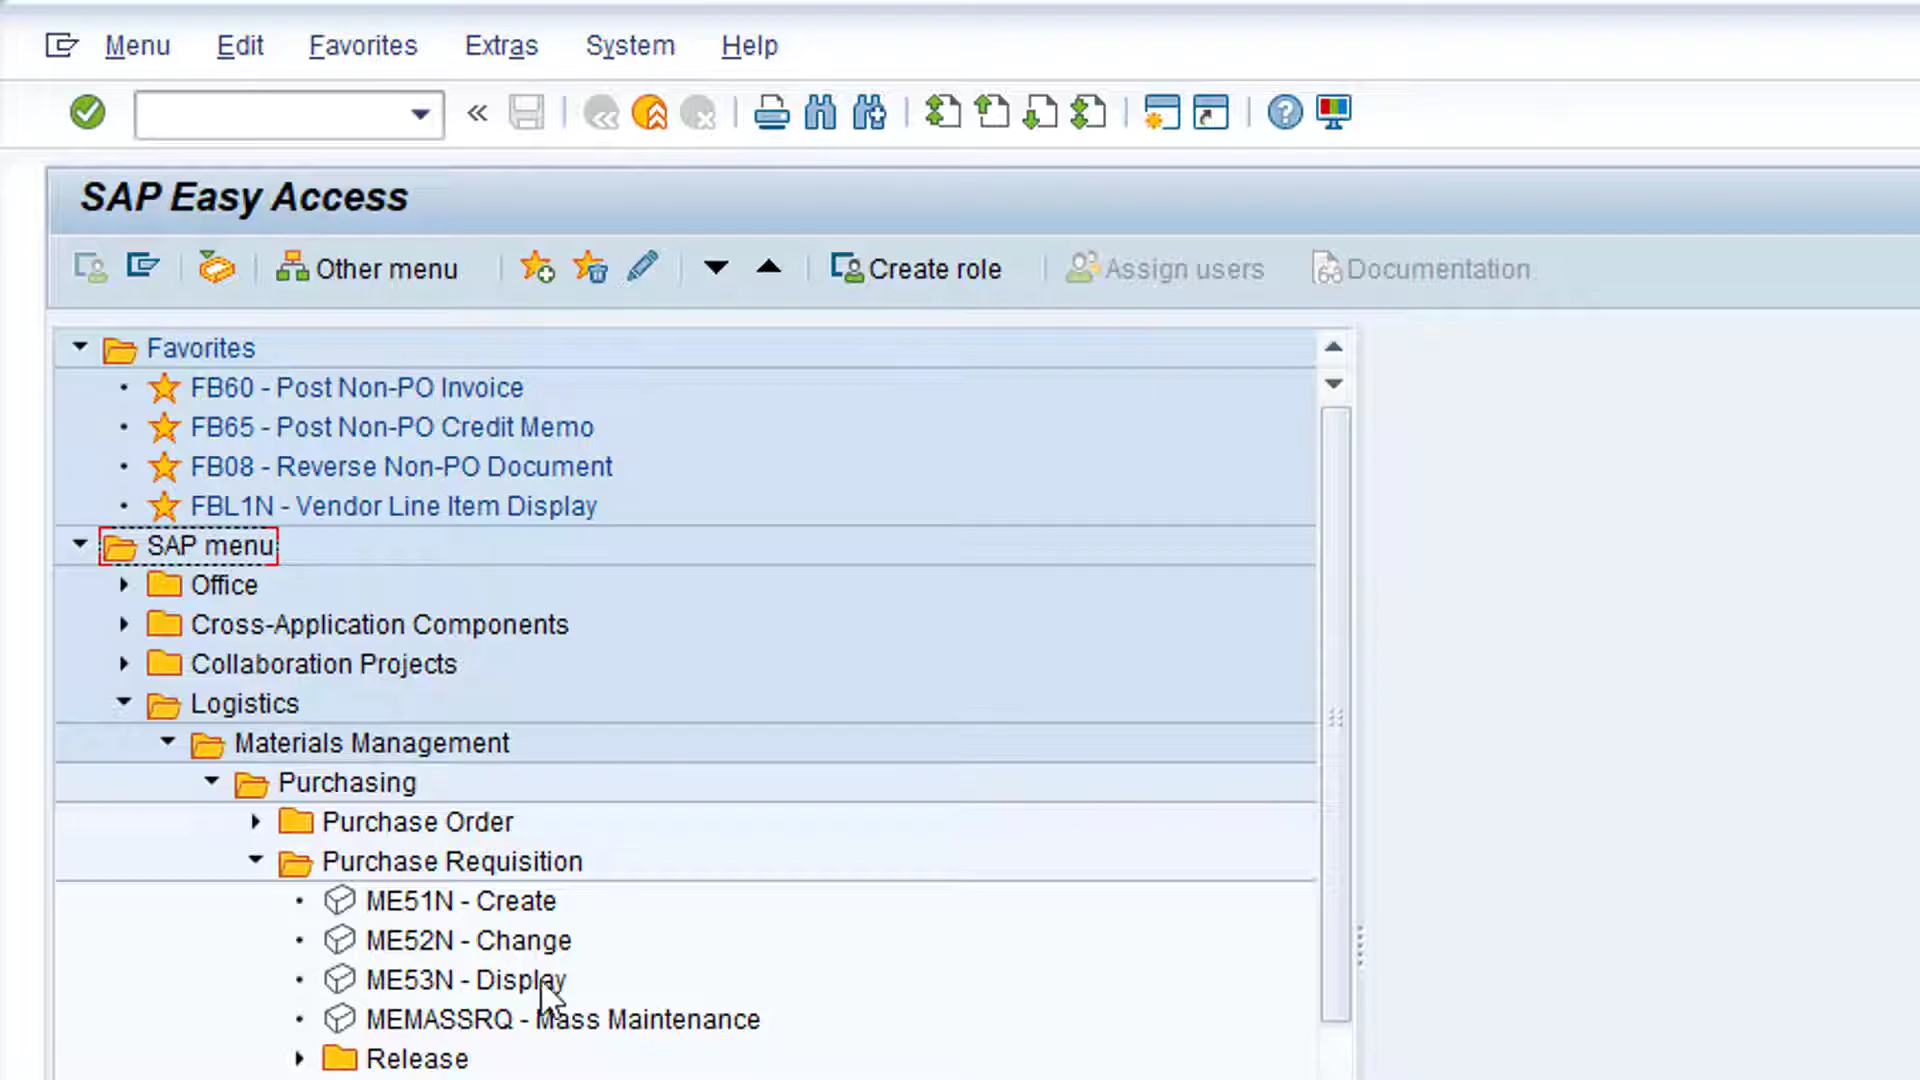 Menu Edit Favorites Extras System Help
SAP Easy Access
Other menu Create role Assign users Documentation
Favorites
FB60 - Post Non-PO Invoice
FB65 - Post Non-PO Credit Memo
FB08 - Reverse Non-PO Document
FBL1N - Vendor Line Item Display
SAP menu
Office
Cross-Application Components
Collaboration Projects
Logistics
Materials Management
Purchasing
Purchase Order
Purchase Requisition
ME51N - Create
ME52N - Change
ME53N - Display
MEMASSRQ - Mass Maintenance
Release